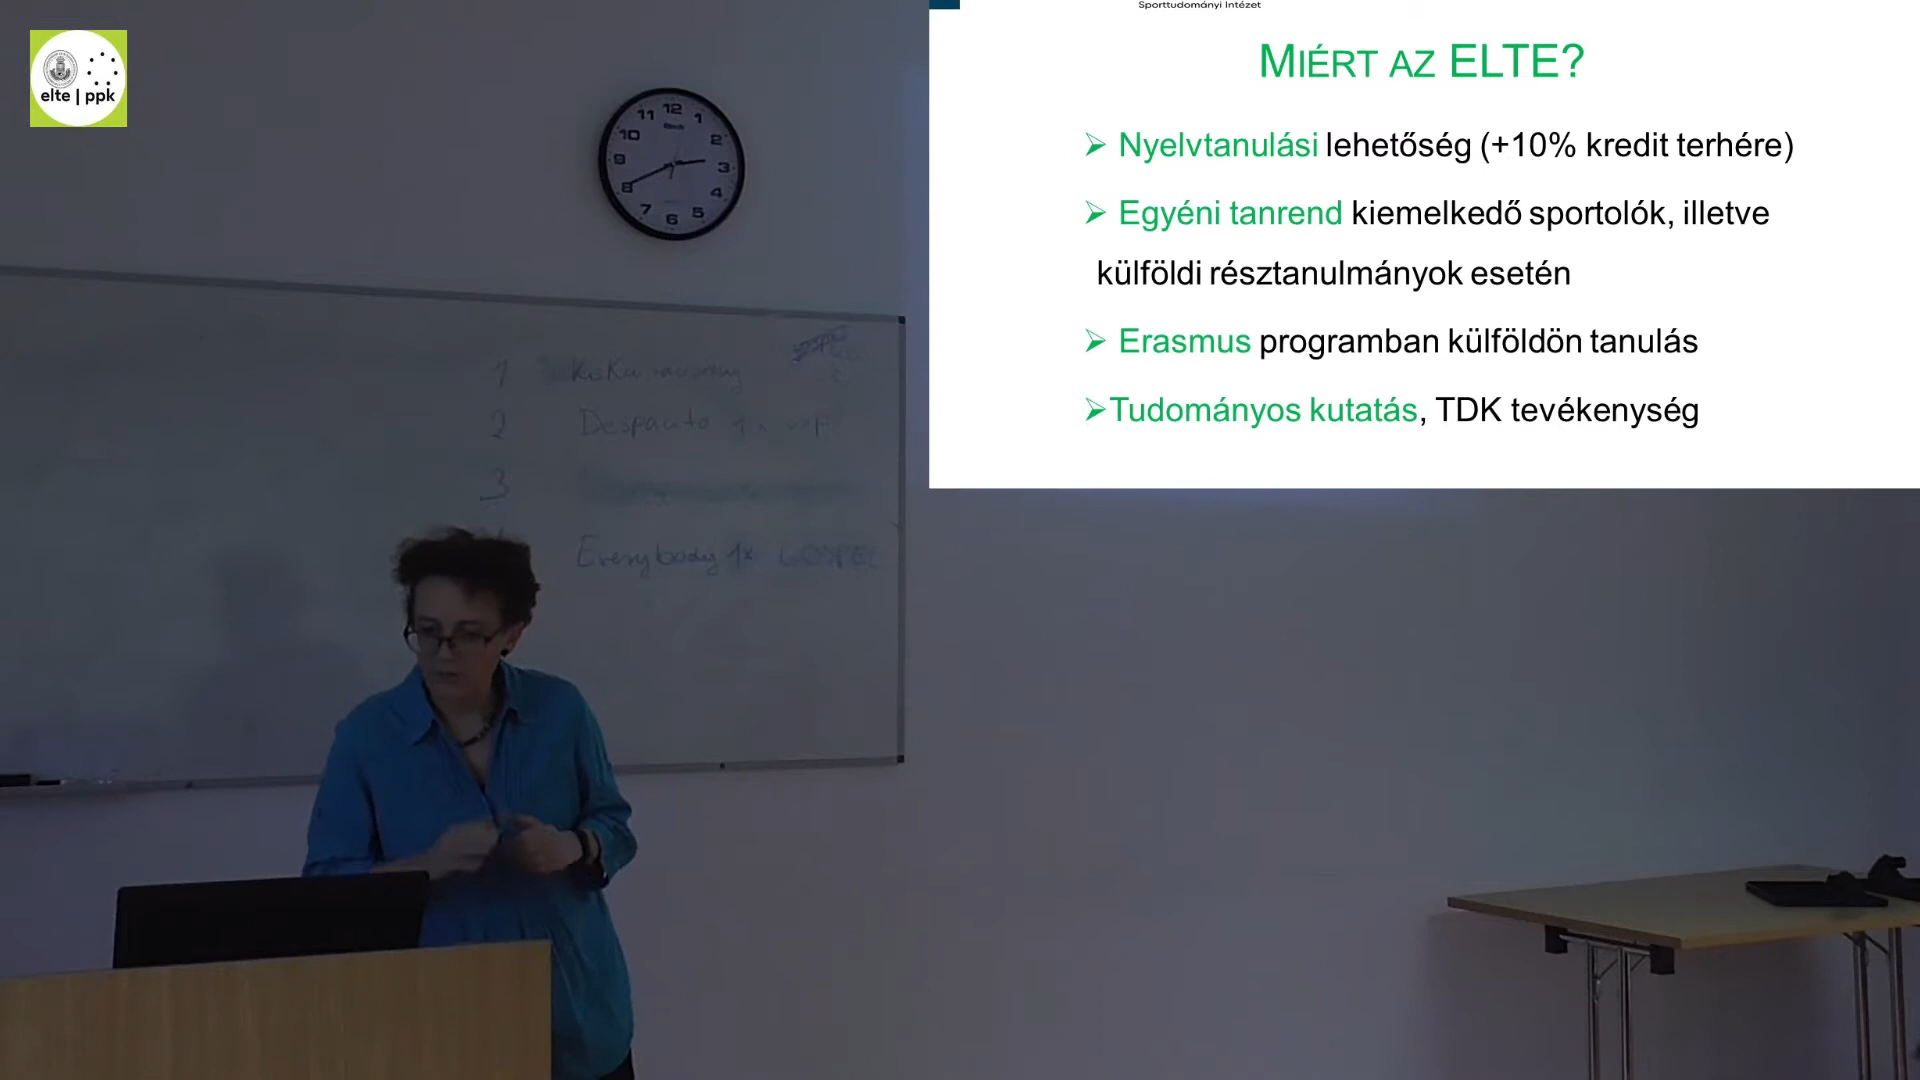 elte | ppk
Sporttudományi Intézet
MIÉRT AZ ELTE?
Nyelvtanulási lehetőség (+10% kredit terhére)
Egyéni tanrend kiemelkedő sportolók, illetve
külföldi résztanulmányok esetén
Erasmus programban külföldön tanulás
Tudományos kutatás, TDK tevékenység
12
1
2
3
4
5
6
7
8
9
10
11
1
2 Despacito
3
Everybody 1x GOSPEL